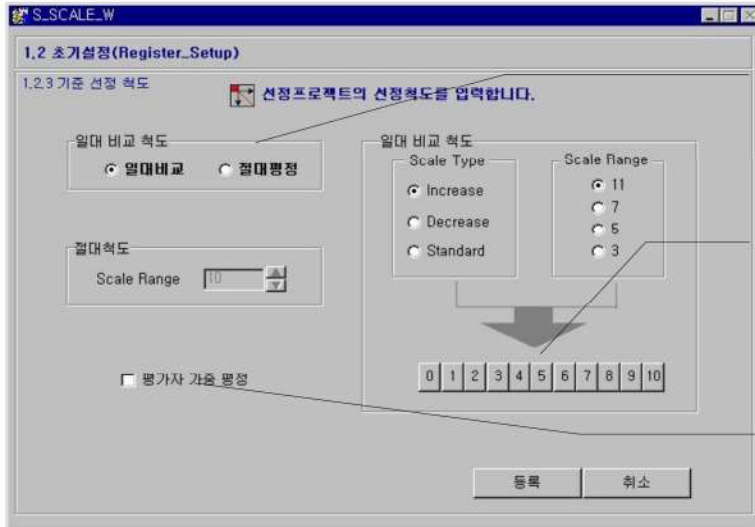 S_SCALE_W
1.2 초기설정(Register_Setup)
1.2.3 기준 선정 척도
선정프로젝트의 선정척도를 입력합니다.
일대 비교 척도
일대비교 절대평정
절대척도
Scale Range 10
평가자 가중 평정
일대 비교 척도
Scale Type
Increase
Decrease
Standard
Scale Range
11
7
5
3
0 1 2 3 4 5 6 7 8 9 10
등록 취소